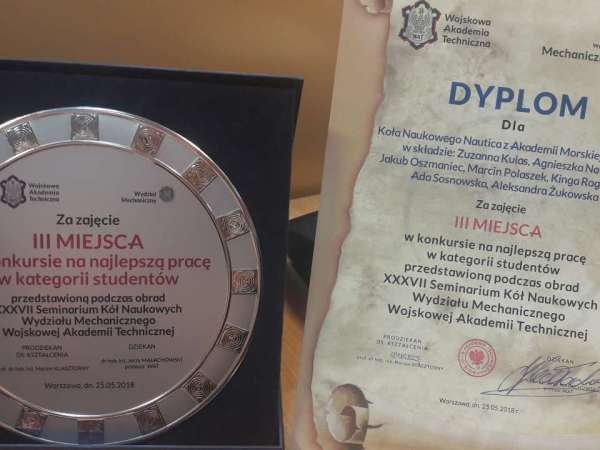 Wojskowa
Akademia
Techniczna
Wydział
Mechaniczny
Za zajęcie
III MIEJSCA
konkursie na najlepszą pracę
w kategorii studentów
przedstawioną podczas obrad
XXXVII Seminarium Kół Naukowych
Wydziału Mechanicznego
Wojskowej Akademii Technicznej
PRODZIEKAN
DS. KSZTAŁCENIA
DZIEKAN
Warszawa, dn. 25.05.2018
Wojskowa
Akademia
Techniczna
WAT
Mechaniczn
DYPLOM
Dla
Koła Naukowego Nautica z Akademii Morskiej
w składzie: Zuzanna Kulas, Agnieszka No
Jakub Oszmaniec, Marcin Polaszek, Kinga Rog
Ada Sosnowska, Aleksandra Żukowska
Za zajęcie
III MIEJSCA
w konkursie na najlepszą pracę
w kategorii studentów
przedstawioną podczas obrad
XXXVII Seminarium Kół Naukowych
Wydziału Mechanicznego
Wojskowej Akademii Technicznej
PRODZIEKAN
DS. KSZTAŁCENIA
DZIEKAN
Warszawa, dn. 25.05.2018 r.